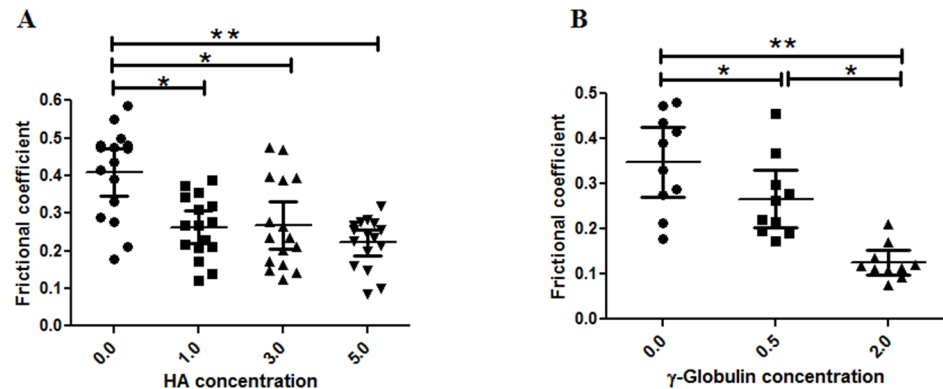 A
**
*
*
Frictional coefficient
0.6
0.5
0.4
0.3
0.2
0.1
0.0
0.0 1.0 3.0 5.0
HA concentration
B
**
* *
Frictional coefficient
0.5
0.4
0.3
0.2
0.1
0.0
0.0 0.5 2.0
γ-Globulin concentration